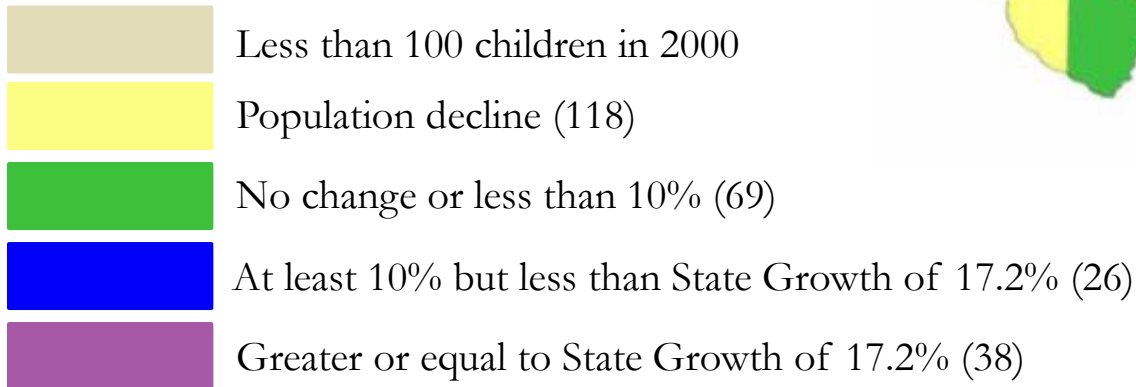 Less than 100 children in 2000
Population decline (118)
No change or less than 10% (69)
At least 10% but less than State Growth of 17.2% (26)
Greater or equal to State Growth of 17.2% (38)